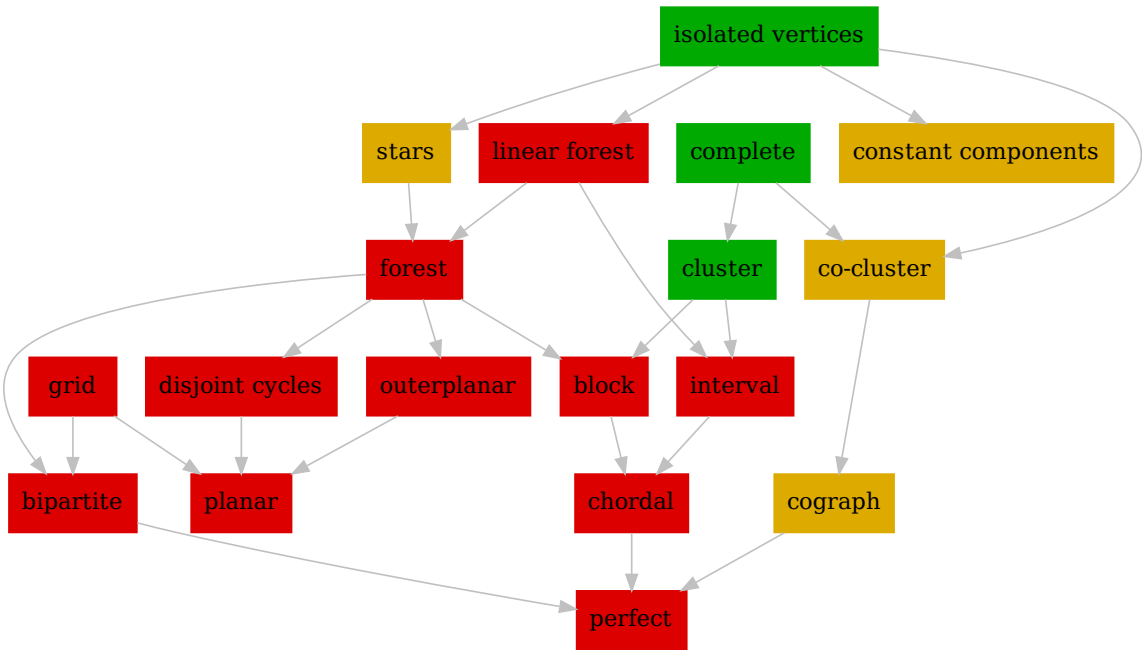 isolated vertices
stars
linear forest
complete
constant components
forest
cluster
co-cluster
grid
disjoint cycles
outerplanar
block
interval
bipartite
planar
chordal
cograph
perfect